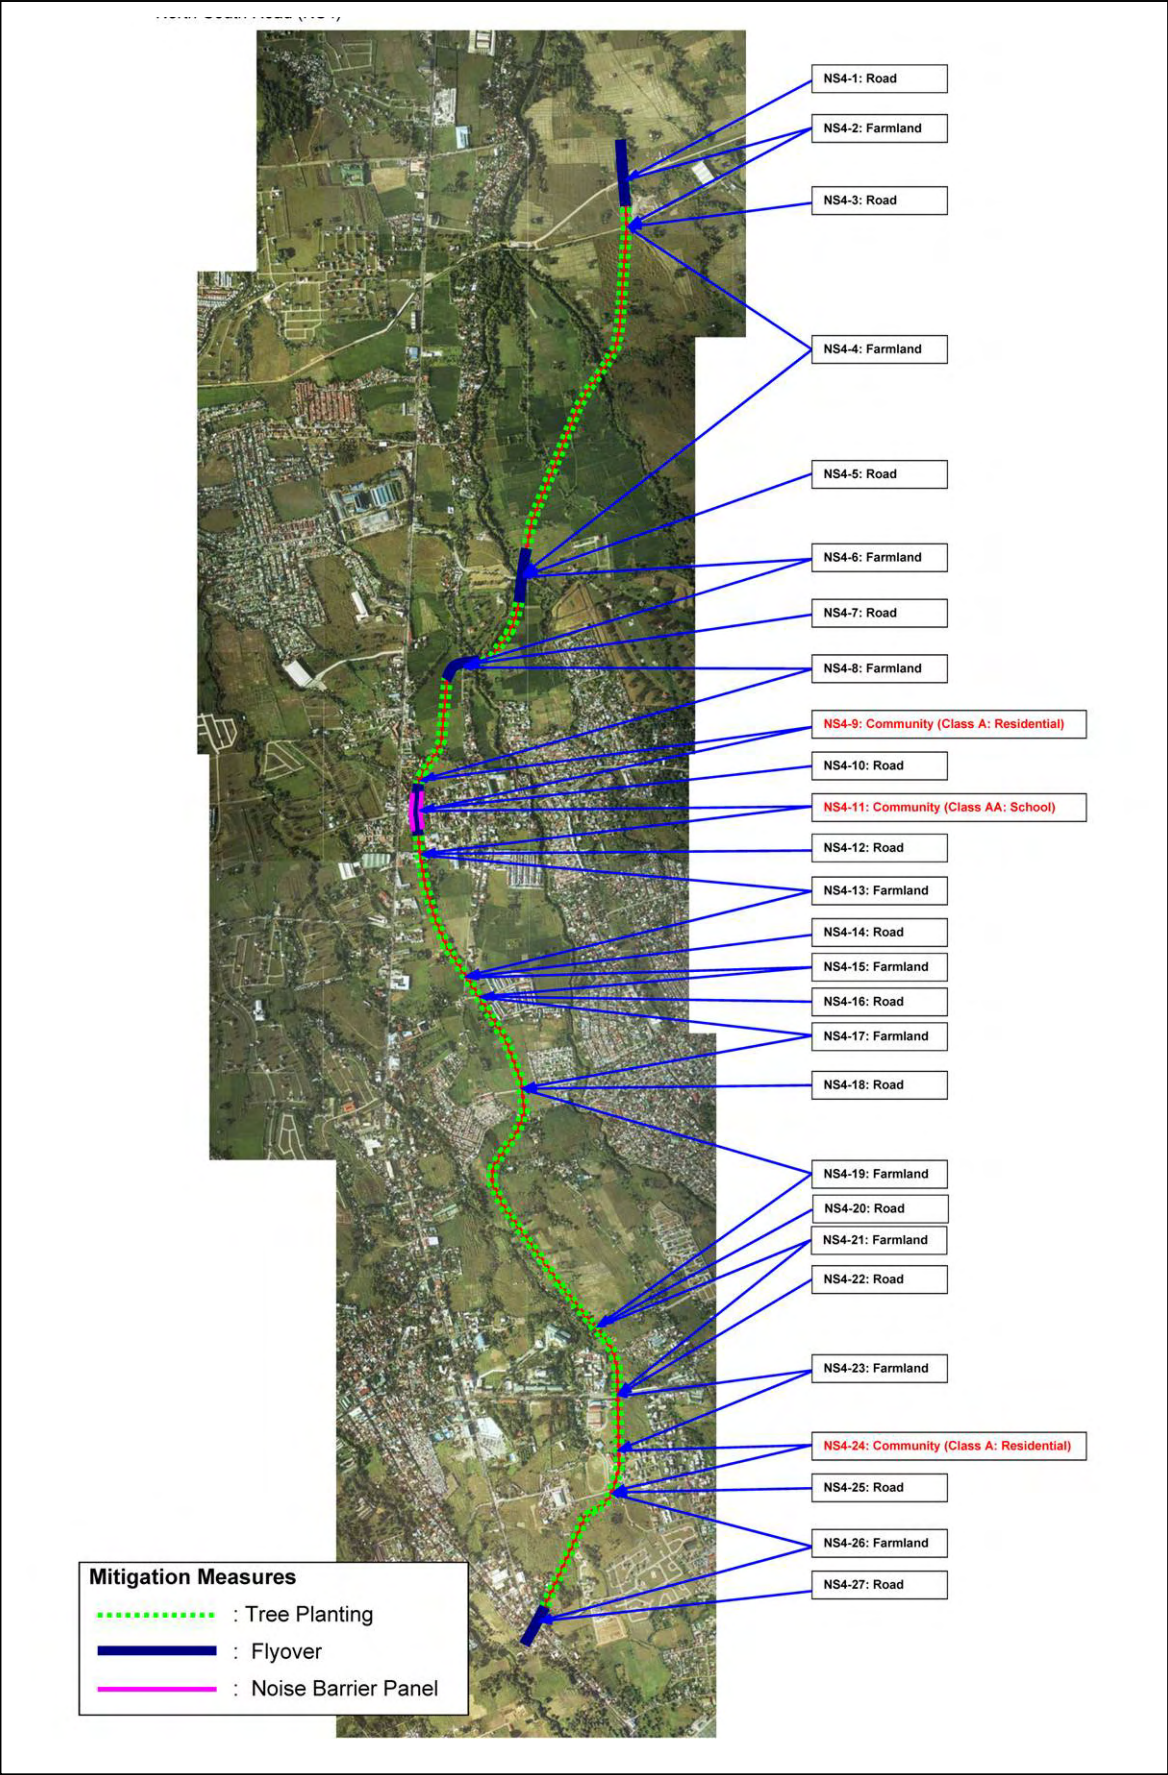 NS4-1: Road
NS4-2: Farmland
NS4-3: Road
NS4-4: Farmland
NS4-5: Road
NS4-6: Farmland
NS4-7: Road
NS4-8: Farmland
NS4-9: Community (Class A: Residential)
NS4-10: Road
NS4-11: Community (Class AA: School)
NS4-12: Road
NS4-13: Farmland
NS4-14: Road
NS4-15: Farmland
NS4-16: Road
NS4-17: Farmland
NS4-18: Road
NS4-19: Farmland
NS4-20: Road
NS4-21: Farmland
NS4-22: Road
NS4-23: Farmland
NS4-24: Community (Class A: Residential)
NS4-25: Road
NS4-26: Farmland
NS4-27: Road
Mitigation Measures
: Tree Planting
: Flyover
: Noise Barrier Panel